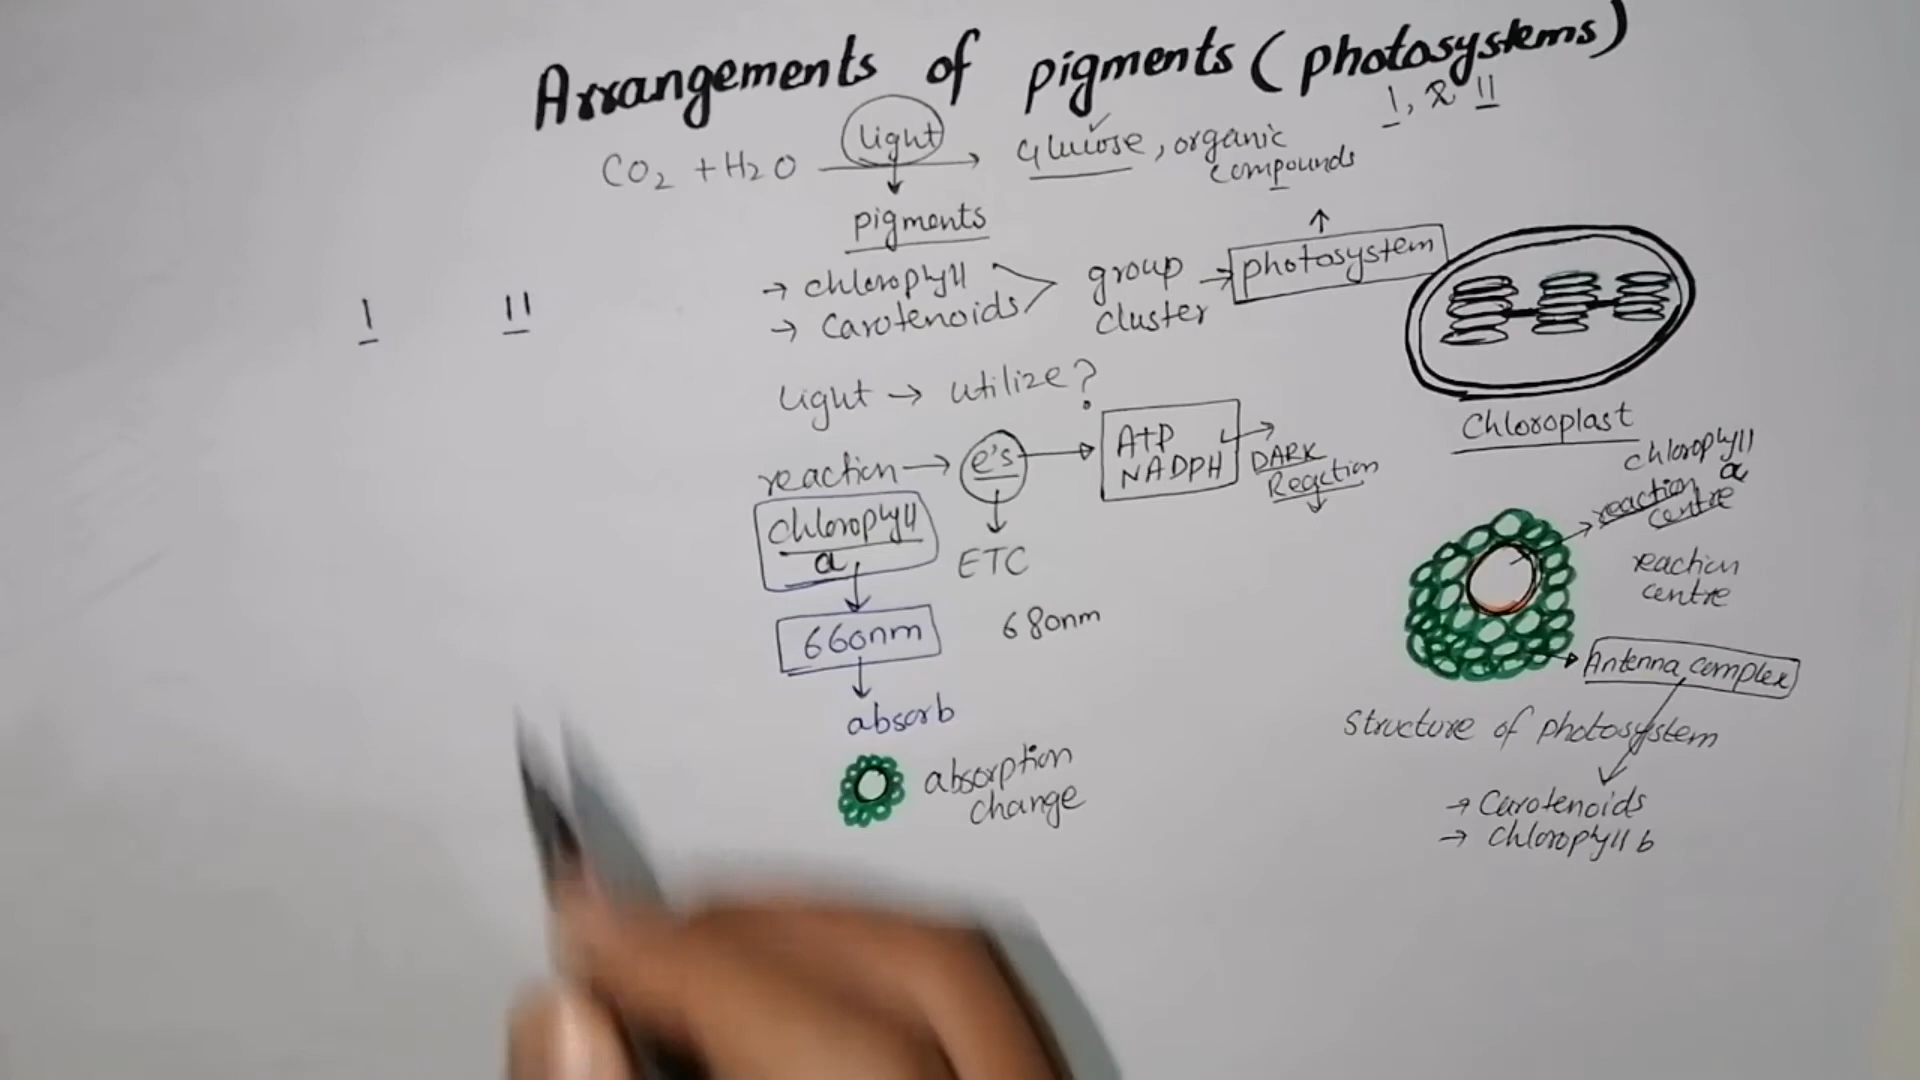 Arrangements of pigments (photosystems)
I, & II
CO2 + H2O light → Glucose, organic
compounds
↓
pigments
→ chlorophyll
→ Carotenoids
group
cluster
→ photosystem
↑
I II
light → utilize?
reaction → e's → ATP
NADPH → DARK
Reaction
chlorophyll
a
ETC
660nm
680nm
absorb
absorption
change
Chloroplast
chlorophyll
a
reaction
centre
reaction
centre
Antenna complex
Structure of photosystem
→ Carotenoids
→ chlorophyll b